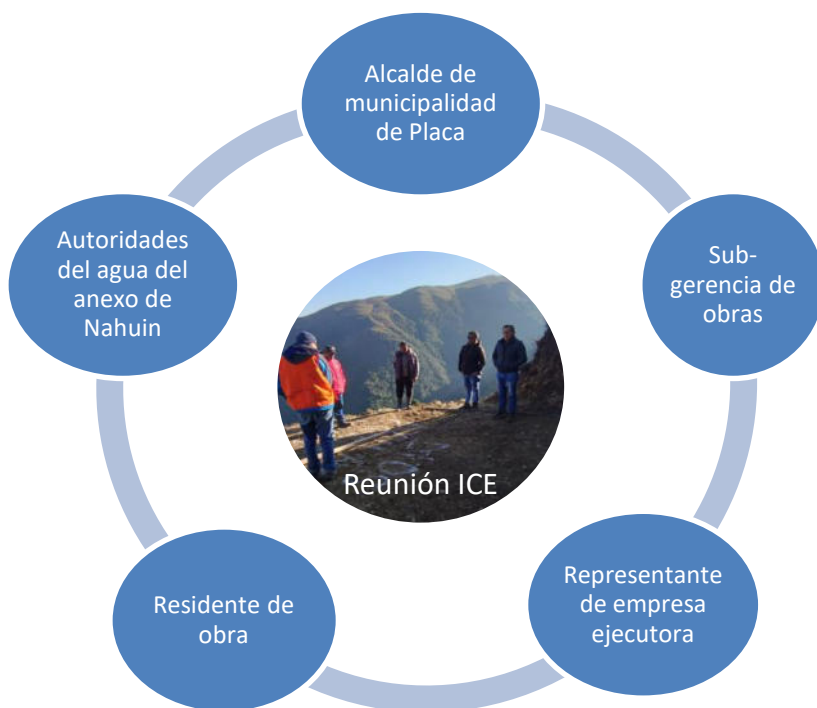 Alcalde de
municipalidad
de Placa
Sub-
gerencia de
obras
Representante
de empresa
ejecutora
Residente de
obra
Autoridades
del agua del
anexo de
Nahuin
Reunión ICE